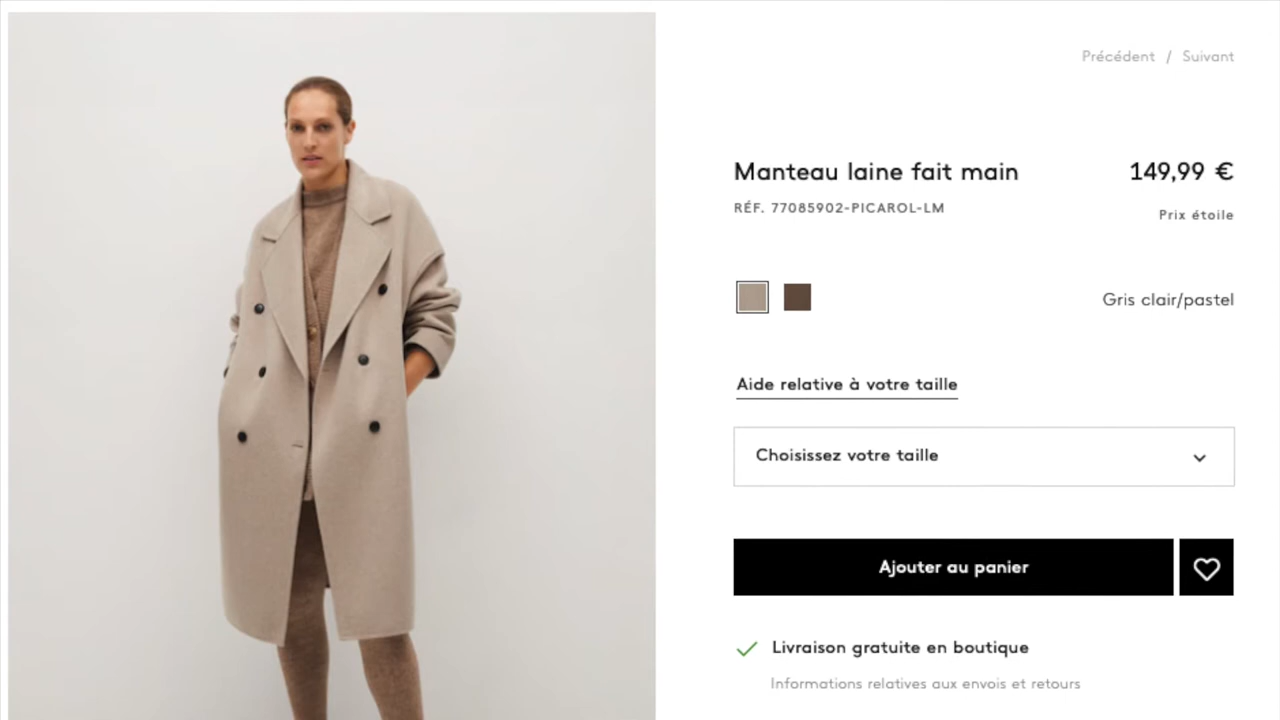 Précédent / Suivant
Manteau laine fait main 149,99 €
RÉF. 77085902-PICAROL-LM Prix étoile
Gris clair/pastel
Aide relative à votre taille
Choisissez votre taille
Ajouter au panier
Livraison gratuite en boutique
Informations relatives aux envois et retours